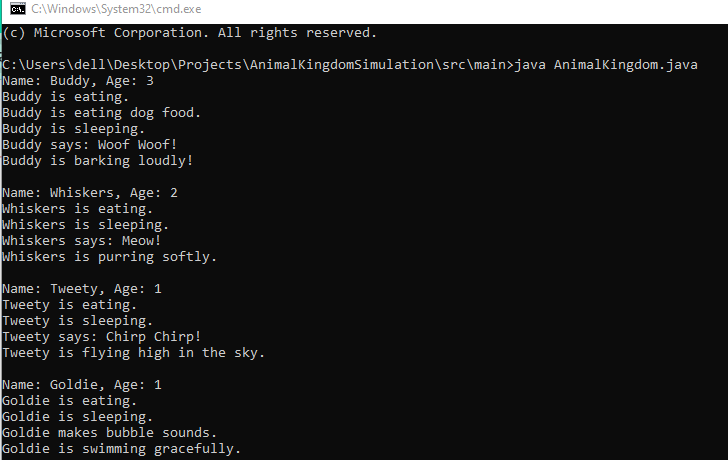 C:\Windows\System32\cmd.exe
(c) Microsoft Corporation. All rights reserved.
C:\Users\dell\Desktop\Projects\AnimalKingdomSimulation\src\main>java AnimalKingdom.java
Name: Buddy, Age: 3
Buddy is eating.
Buddy is eating dog food.
Buddy is sleeping.
Buddy says: Woof Woof!
Buddy is barking loudly!
Name: Whiskers, Age: 2
Whiskers is eating.
Whiskers is sleeping.
Whiskers says: Meow!
Whiskers is purring softly.
Name: Tweety, Age: 1
Tweety is eating.
Tweety is sleeping.
Tweety says: Chirp Chirp!
Tweety is flying high in the sky.
Name: Goldie, Age: 1
Goldie is eating.
Goldie is sleeping.
Goldie makes bubble sounds.
Goldie is swimming gracefully.